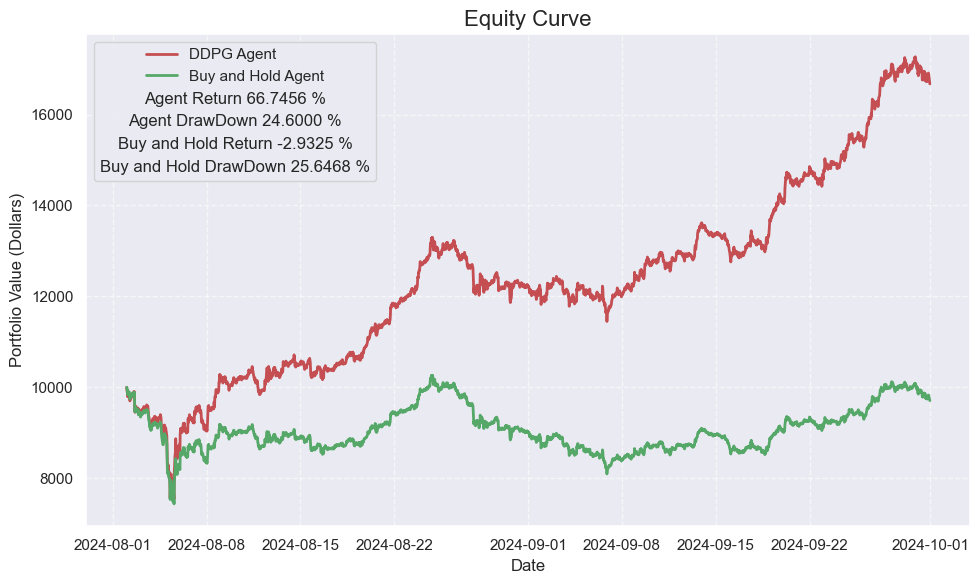 Equity Curve
DDPG Agent
Buy and Hold Agent
Agent Return 66.7456 %
Agent DrawDown 24.6000 %
Buy and Hold Return -2.9325 %
Buy and Hold DrawDown 25.6468 %
Portfolio Value (Dollars)
16000
14000
12000
10000
8000
2024-08-01 2024-08-08 2024-08-15 2024-08-22 2024-09-01 2024-09-08 2024-09-15 2024-09-22 2024-10-01
Date